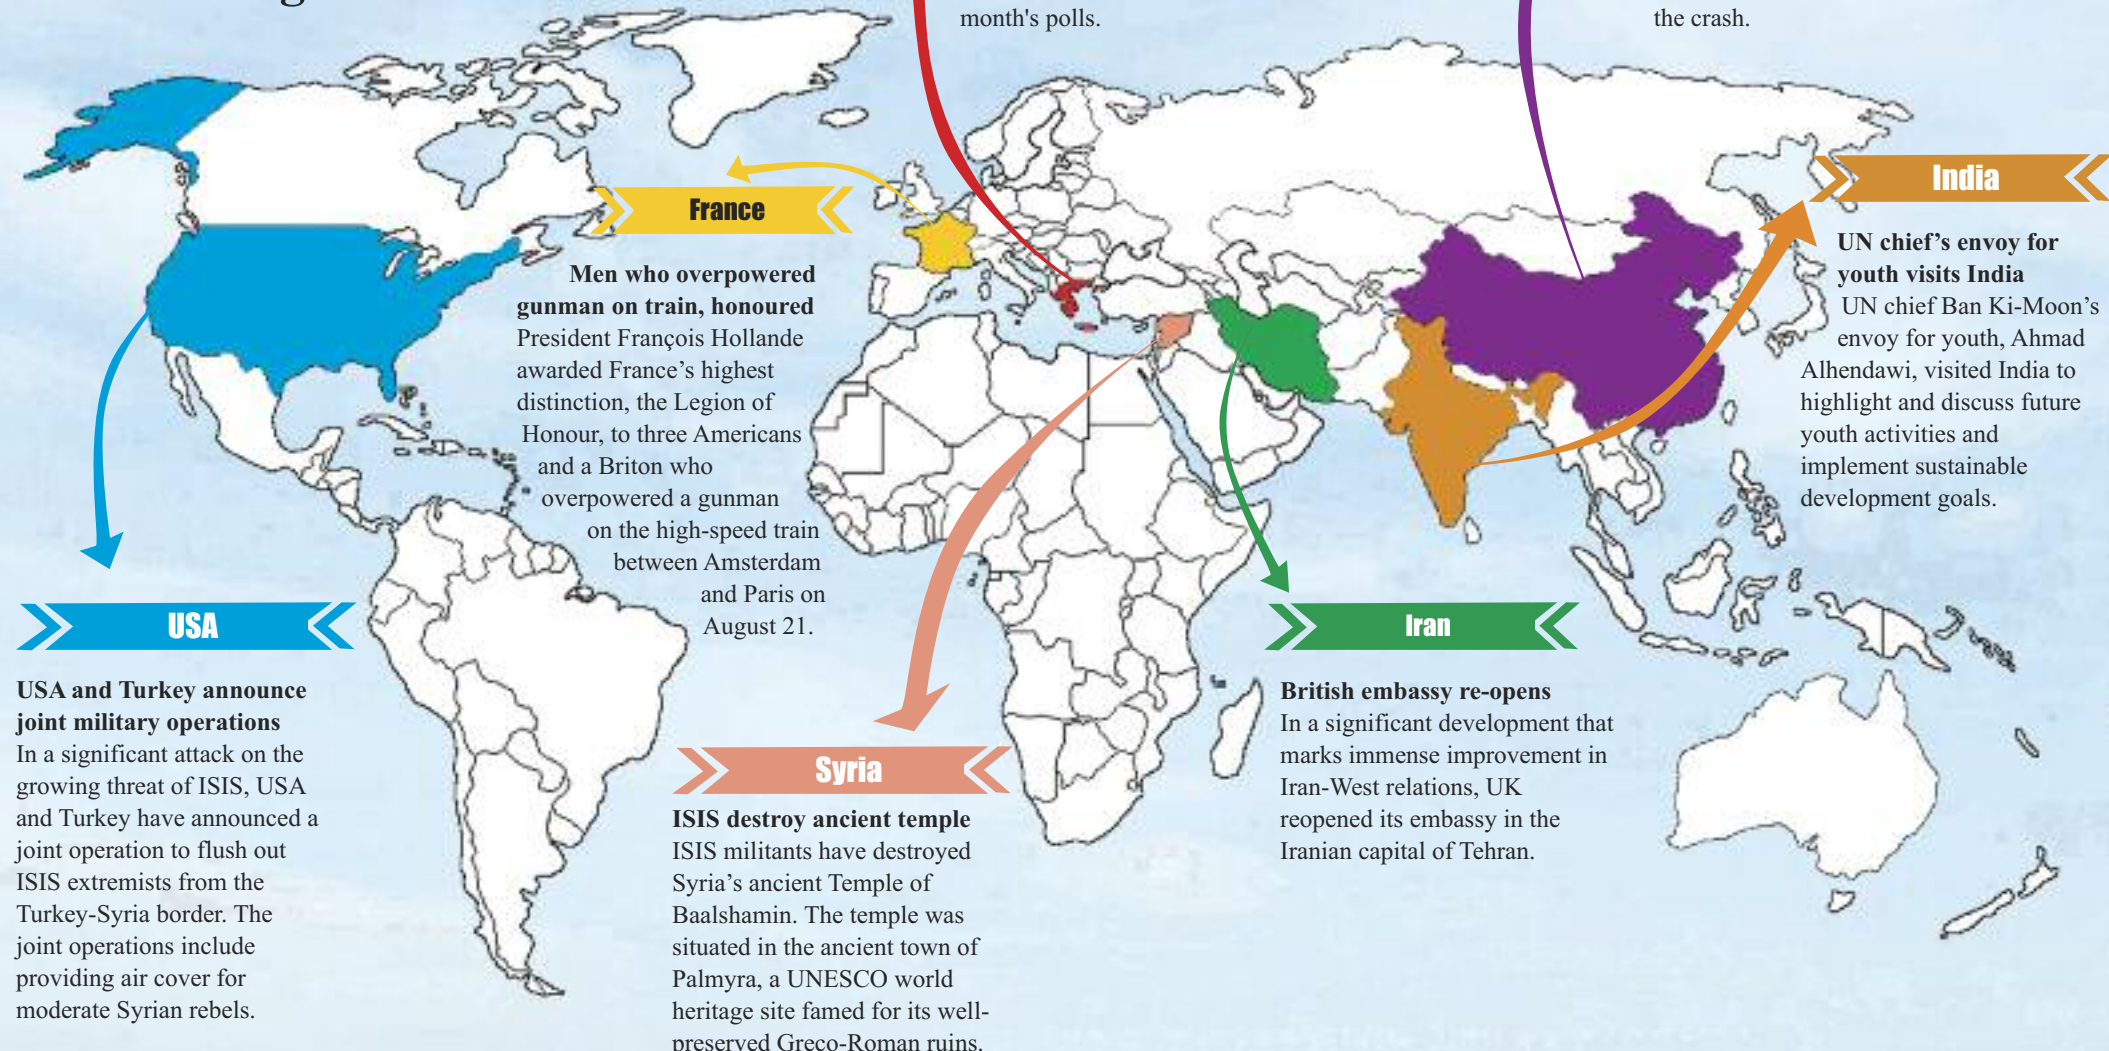 month's polls.
the crash.
India
UN chief’s envoy for
youth visits India
UN chief Ban Ki-Moon’s
envoy for youth, Ahmad
Alhendawi, visited India to
highlight and discuss future
youth activities and
implement sustainable
development goals.
France
Men who overpowered
gunman on train, honoured
President François Hollande
awarded France’s highest
distinction, the Legion of
Honour, to three Americans
and a Briton who
overpowered a gunman
on the high-speed train
between Amsterdam
and Paris on
August 21.
USA
USA and Turkey announce
joint military operations
In a significant attack on the
growing threat of ISIS, USA
and Turkey have announced a
joint operation to flush out
ISIS extremists from the
Turkey-Syria border. The
joint operations include
providing air cover for
moderate Syrian rebels.
Syria
ISIS destroy ancient temple
ISIS militants have destroyed
Syria’s ancient Temple of
Baalshamin. The temple was
situated in the ancient town of
Palmyra, a UNESCO world
heritage site famed for its well-
preserved Greco-Roman ruins.
Iran
British embassy re-opens
In a significant development that
marks immense improvement in
Iran-West relations, UK
reopened its embassy in the
Iranian capital of Tehran.